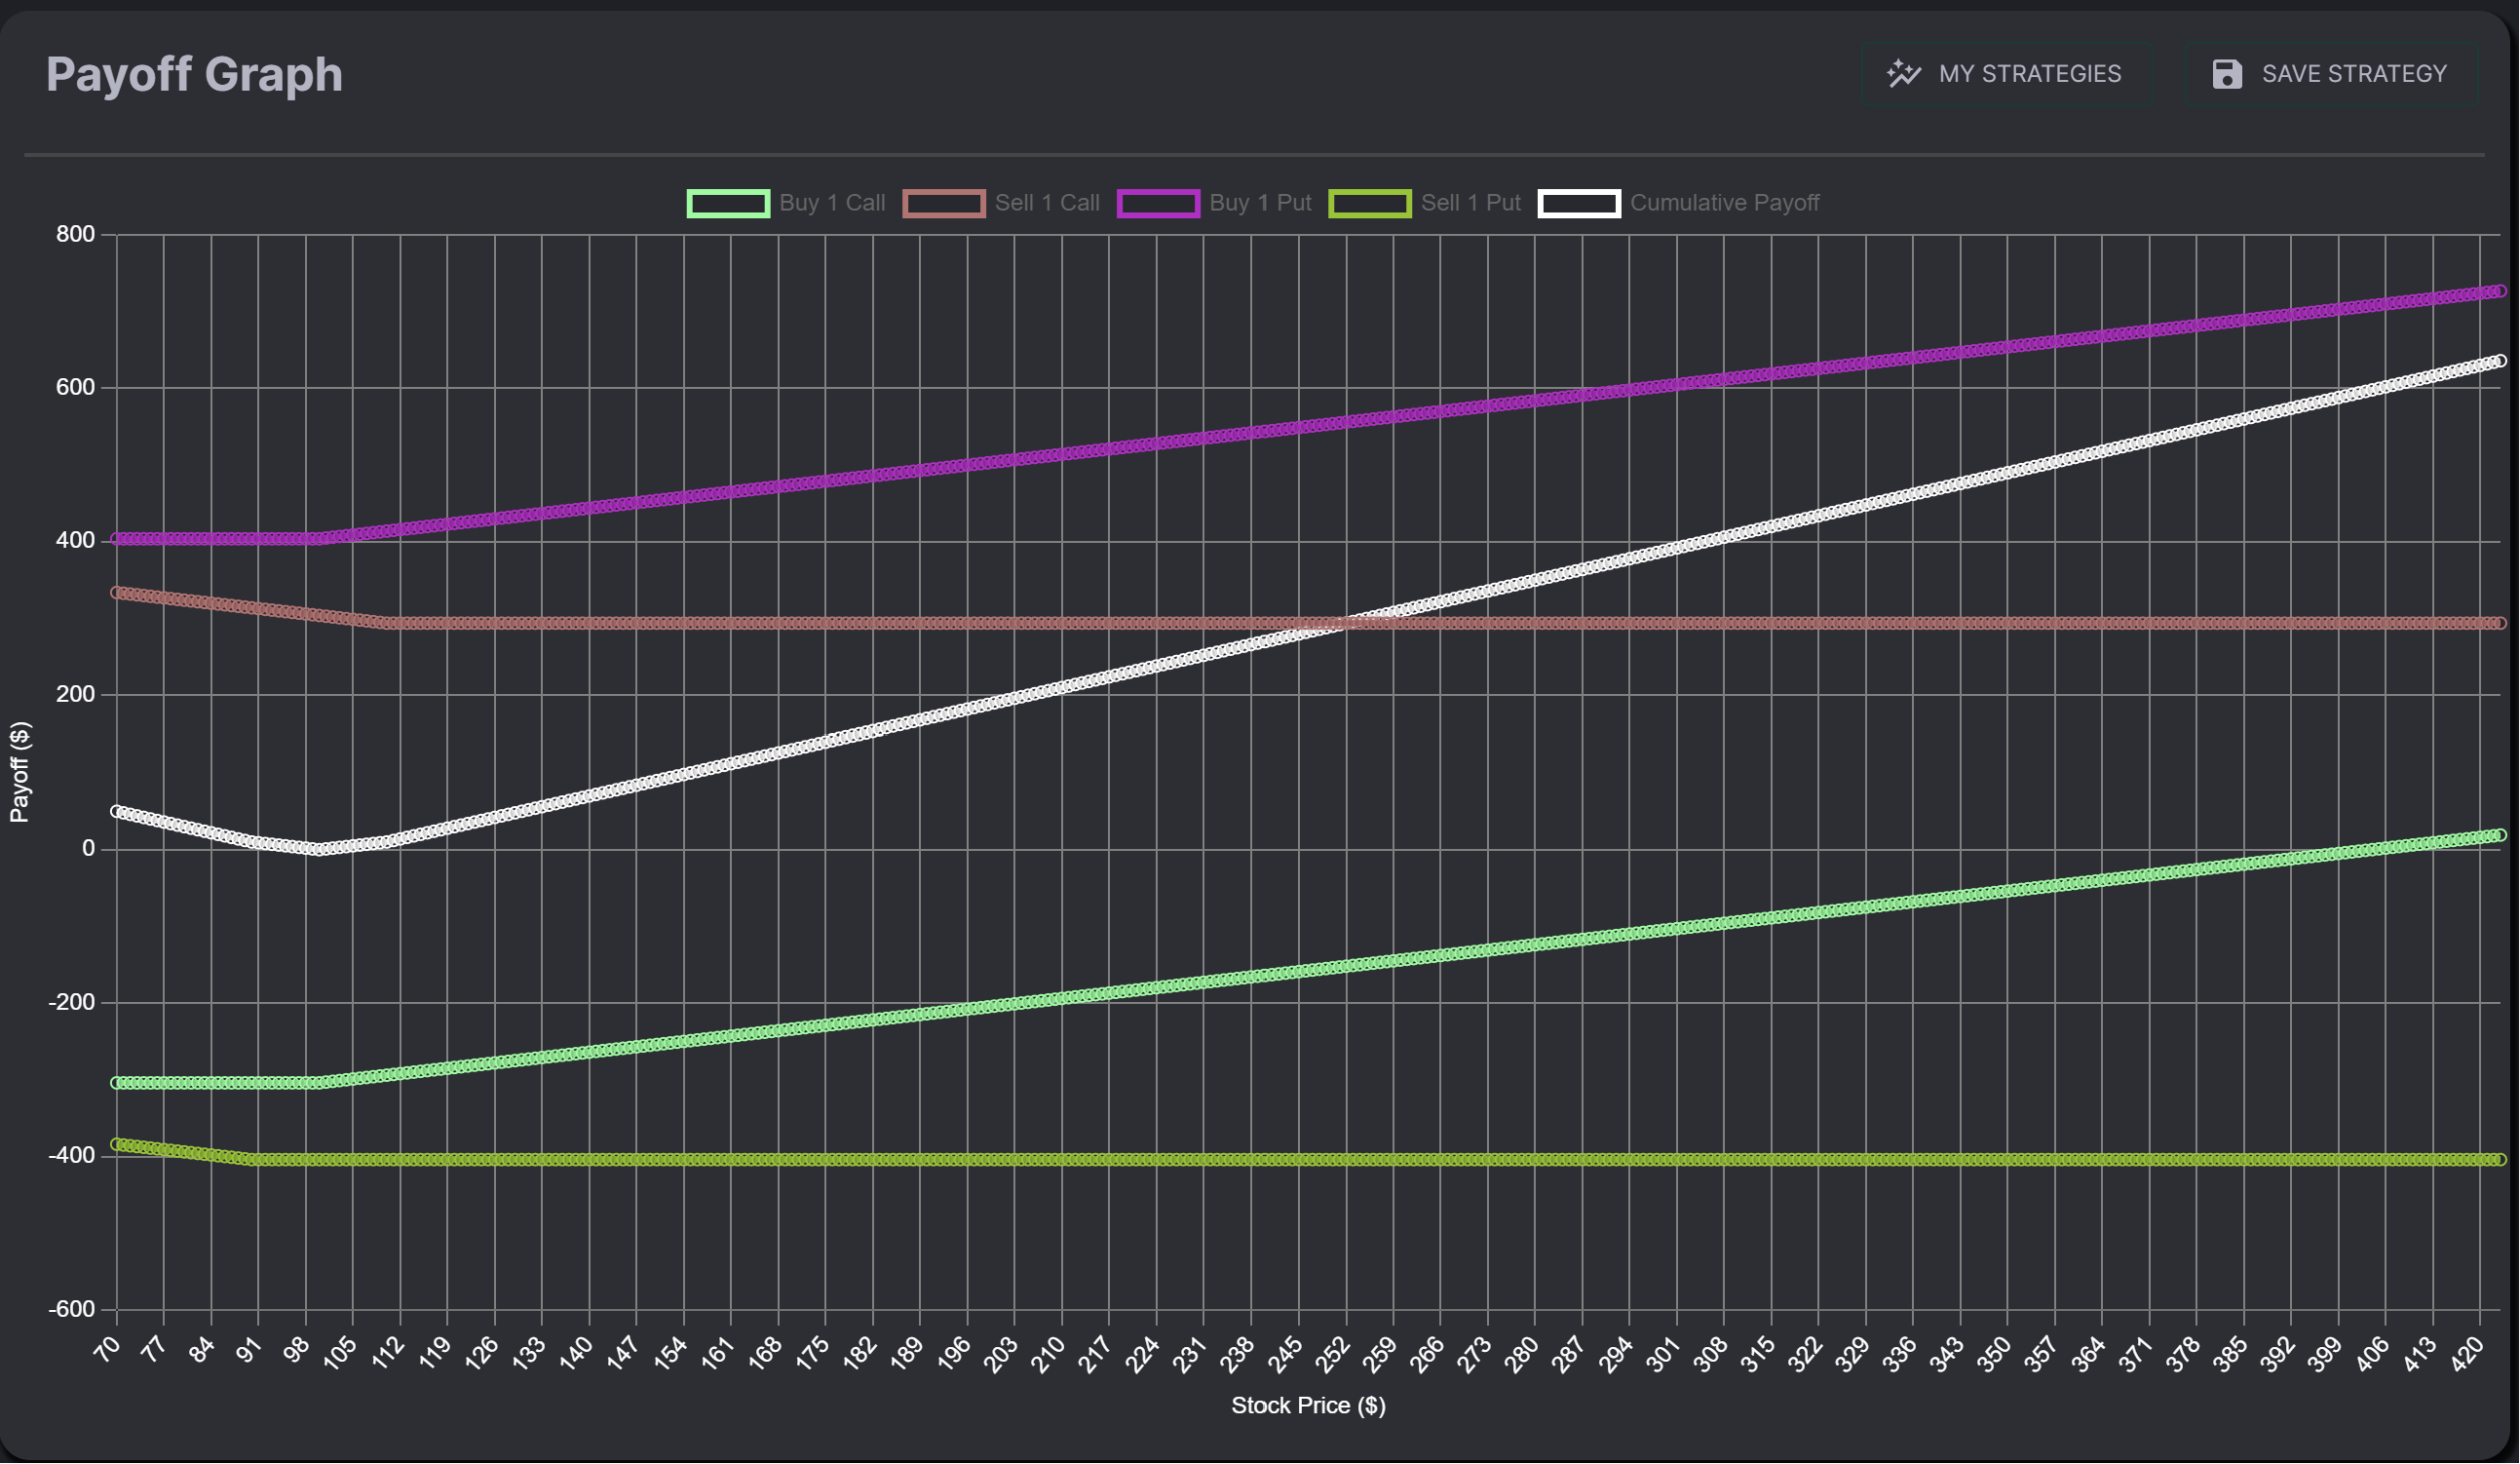 Payoff Graph
MY STRATEGIES
SAVE STRATEGY
Buy 1 Call
Sell 1 Call
Buy 1 Put
Sell 1 Put
Cumulative Payoff
800
600
400
200
0
-200
-400
-600
Payoff ($)
70 77 84 91 98 105 112 119 126 133 140 147 154 161 168 175 182 189 196 203 210 217 224 231 238 245 252 259 266 273 280 287 294 301 308 315 322 329 336 343 350 357 364 371 378 385 392 399 406 413 420
Stock Price ($)